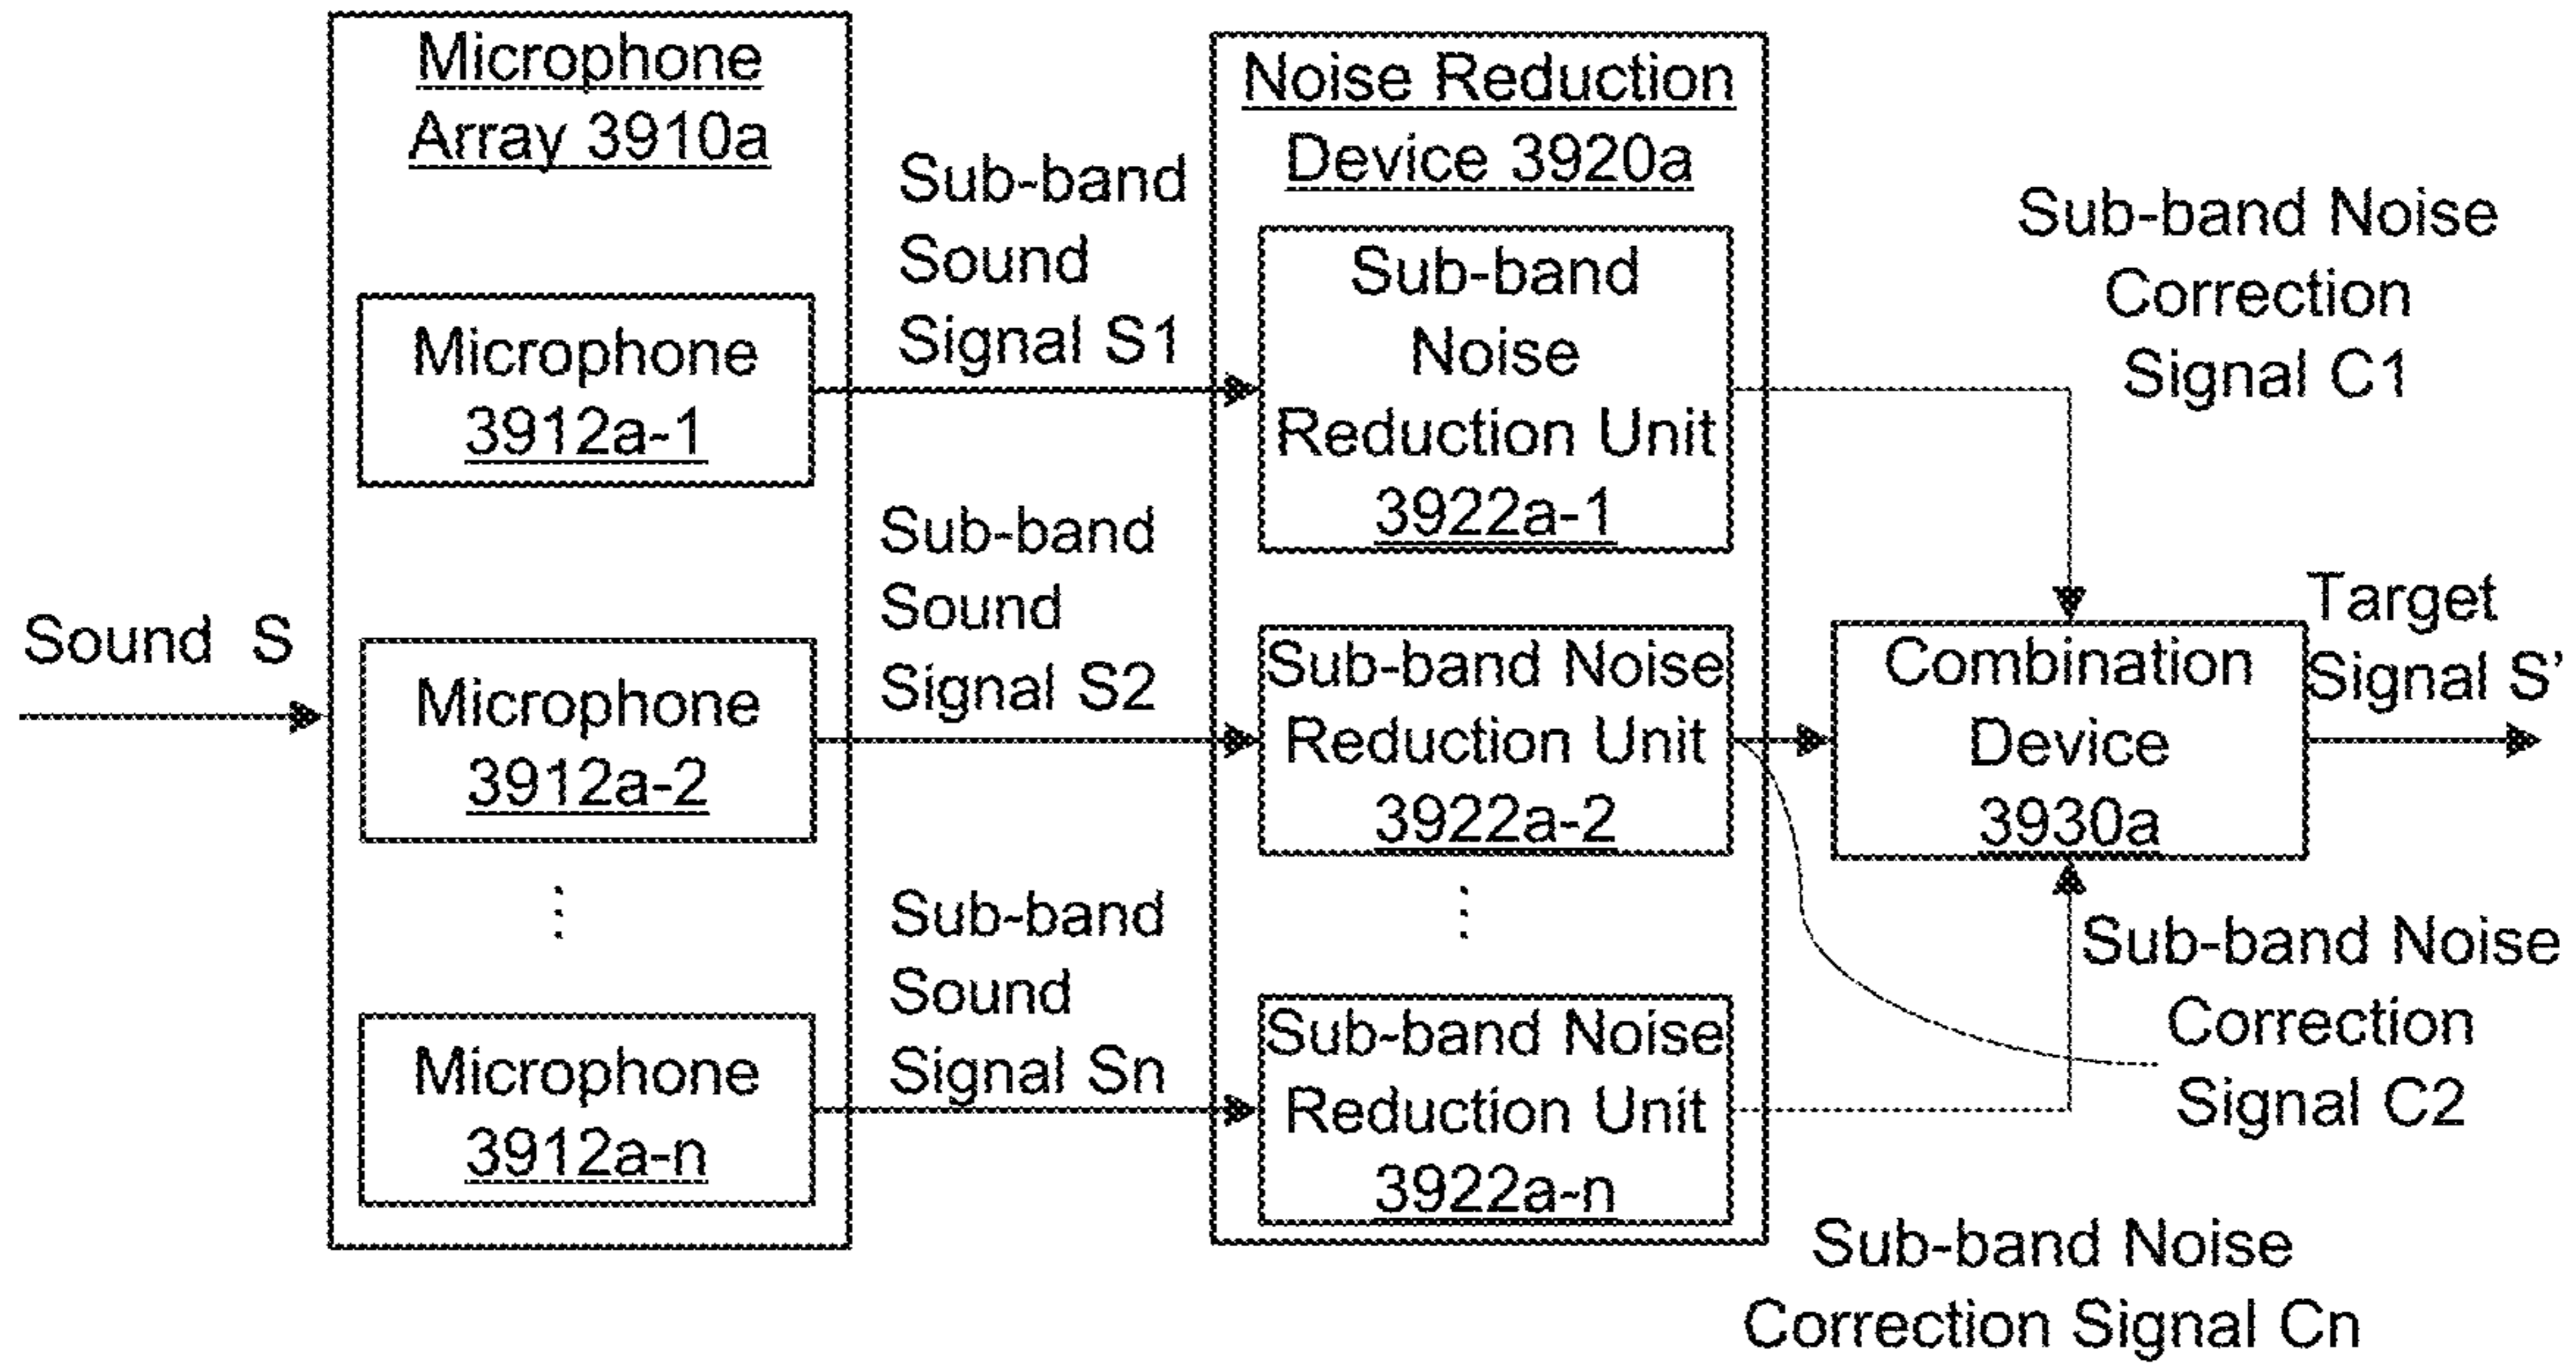 Sound S
Microphone
Array 3910a
Microphone
3912a-1
Microphone
3912a-2
⋮
Microphone
3912a-n
Sub-band
Sound
Signal S1
Sub-band
Sound
Signal S2
Sub-band
Sound
Signal Sn
Noise Reduction
Device 3920a
Sub-band
Noise
Reduction Unit
3922a-1
Sub-band Noise
Reduction Unit
3922a-2
⋮
Sub-band Noise
Reduction Unit
3922a-n
Sub-band Noise
Correction
Signal C1
Combination
Device
3930a
Target
Signal S’
Sub-band Noise
Correction
Signal C2
Sub-band Noise
Correction Signal Cn